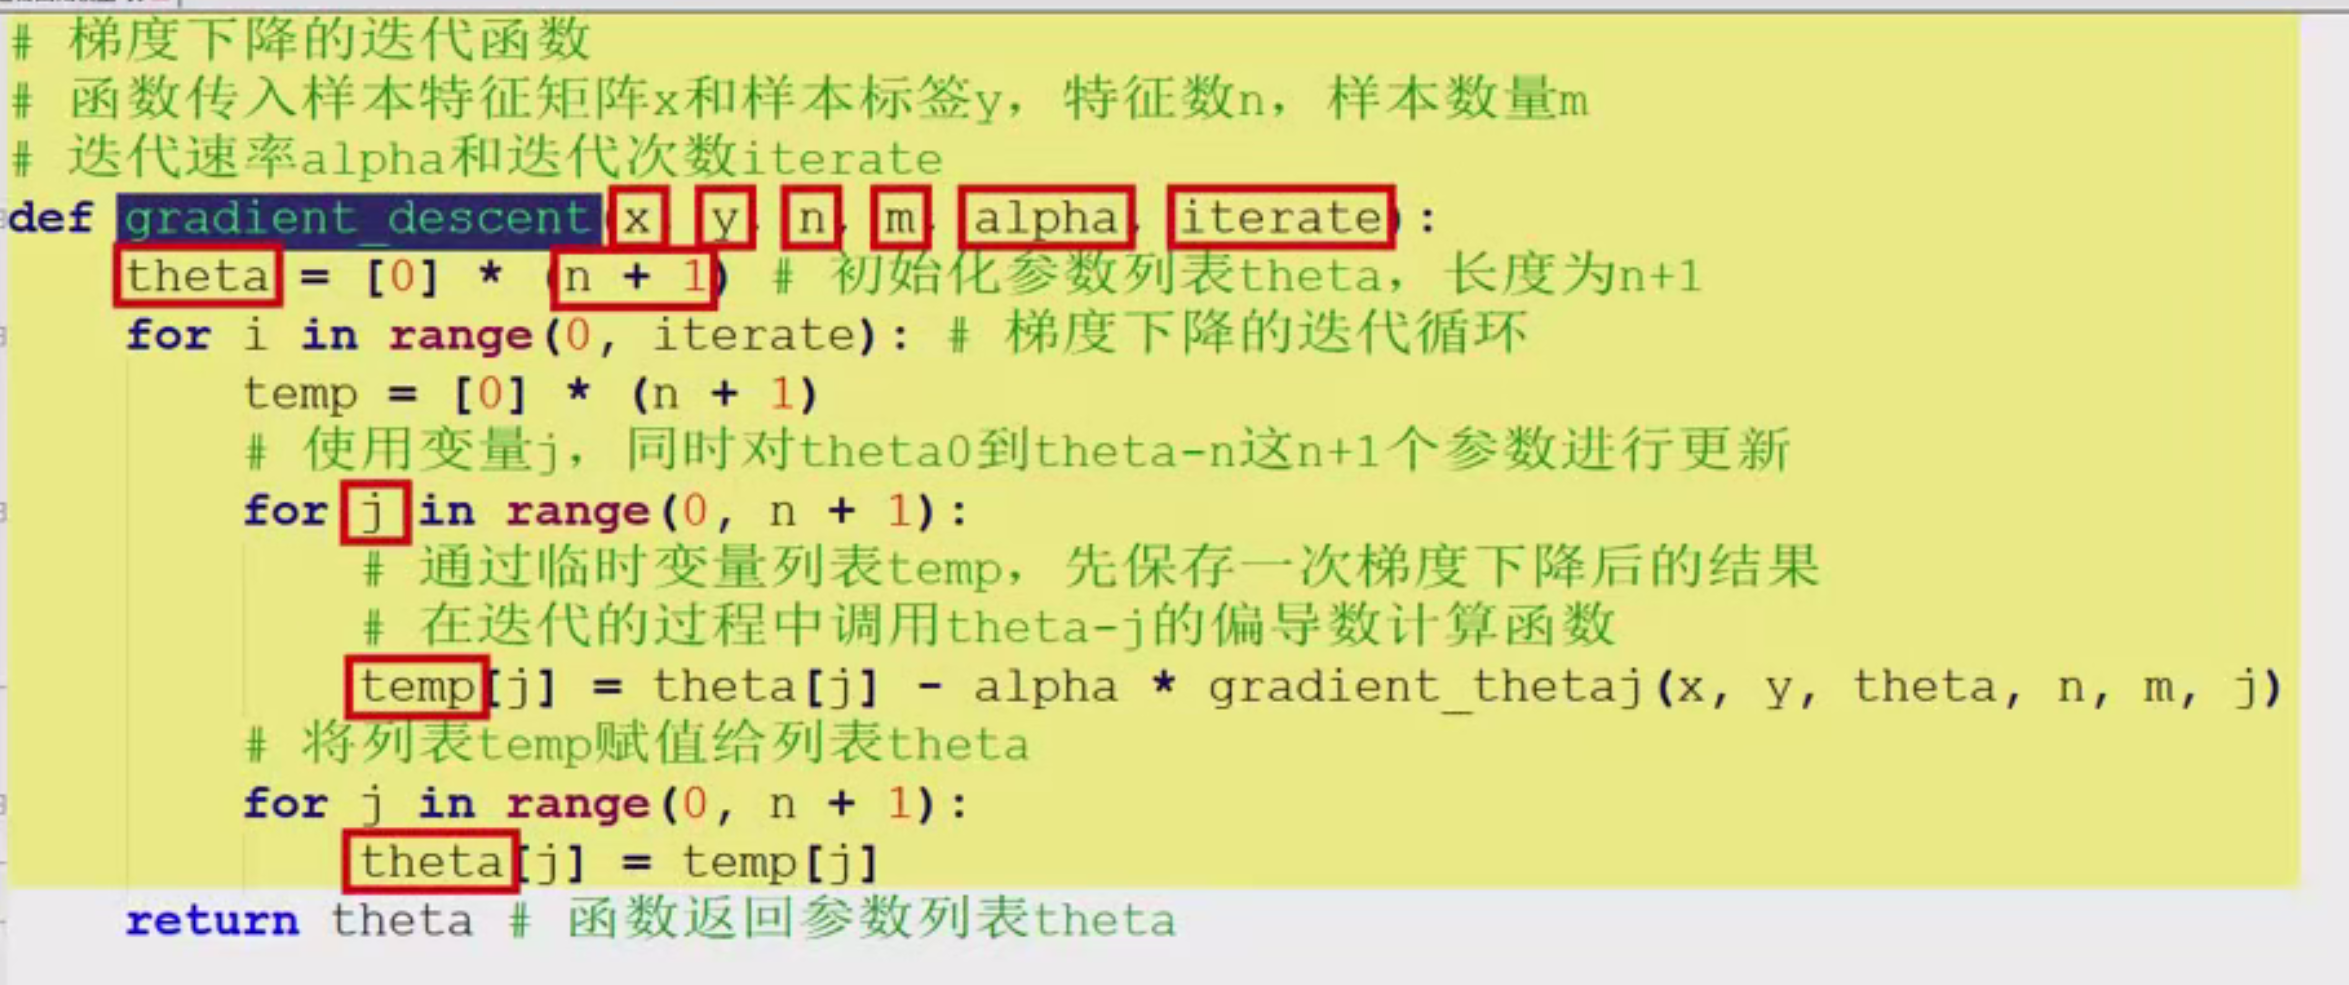 # 梯度下降的迭代函数
# 函数传入样本特征矩阵x和样本标签y，特征数n，样本数量m
# 迭代速率alpha和迭代次数iterate
def gradient_descent(x, y, n, m, alpha, iterate):
    theta = [0] * (n + 1) # 初始化参数列表theta，长度为n+1
    for i in range(0, iterate): # 梯度下降的迭代循环
        temp = [0] * (n + 1)
        # 使用变量j，同时对theta0到theta-n这n+1个参数进行更新
        for j in range(0, n + 1):
            # 通过临时变量列表temp，先保存一次梯度下降后的结果
            # 在迭代的过程中调用theta-j的偏导数计算函数
            temp[j] = theta[j] - alpha * gradient_thetaj(x, y, theta, n, m, j)
        # 将列表temp赋值给列表theta
        for j in range(0, n + 1):
            theta[j] = temp[j]
    return theta # 函数返回参数列表theta